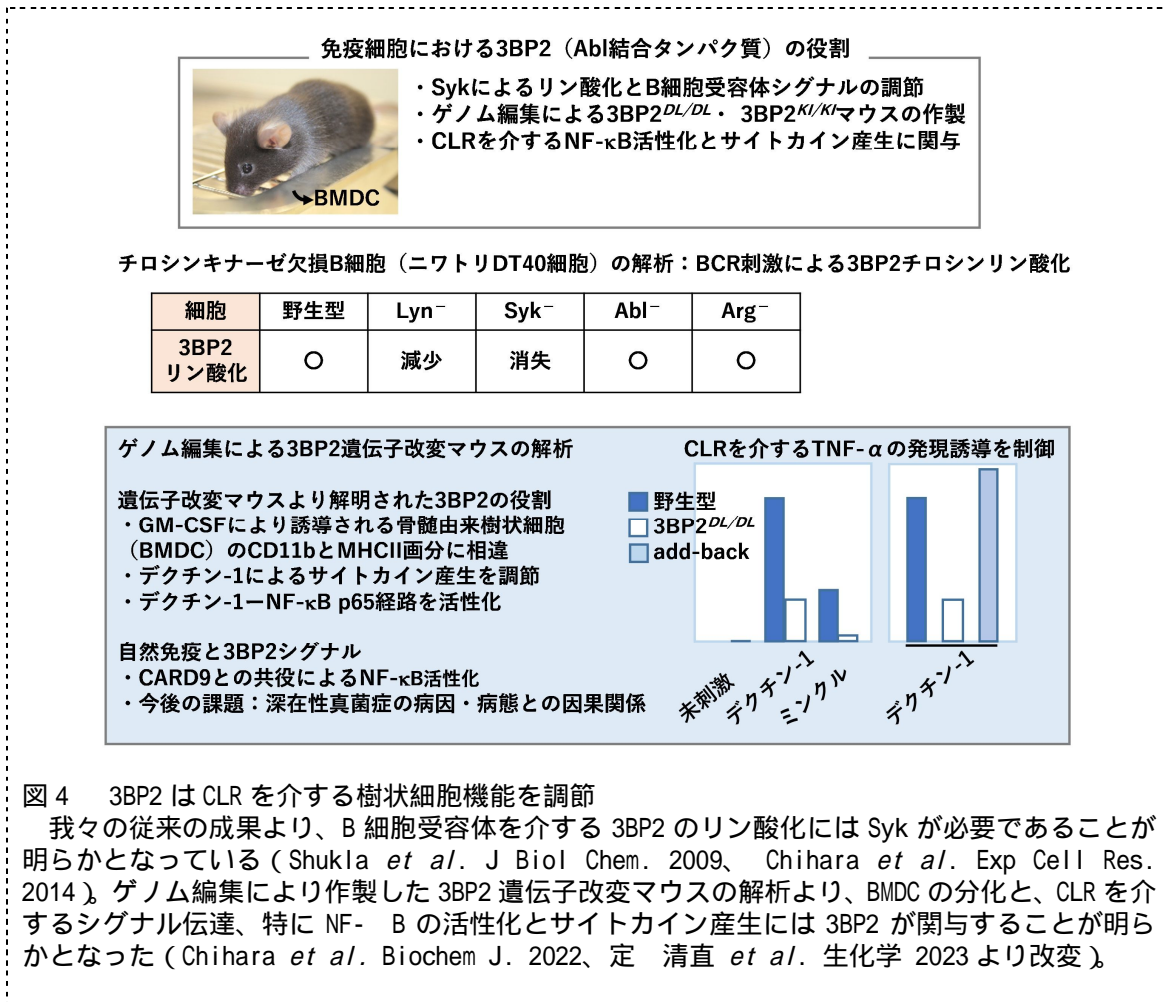 免疫細胞における3BP2（Abl結合タンパク質）の役割
・Sykによるリン酸化とB細胞受容体シグナルの調節
・ゲノム編集による3BP2DL/DL・ 3BP2KI/KIマウスの作製
・CLRを介するNF-κB活性化とサイトカイン産生に関与
BMDC
チロシンキナーゼ欠損B細胞（ニワトリDT40細胞）の解析：BCR刺激による3BP2チロシンリン酸化
細胞 野生型 Lyn− Syk− Abl− Arg−
3BP2
リン酸化 〇 減少 消失 〇 〇
ゲノム編集による3BP2遺伝子改変マウスの解析
遺伝子改変マウスより解明された3BP2の役割
・GM-CSFにより誘導される骨髄由来樹状細胞
（BMDC）のCD11bとMHCII画分に相違
・デクチン-1によるサイトカイン産生を調節
・デクチン-1ーNF-κB p65経路を活性化
自然免疫と3BP2シグナル
・CARD9との共役によるNF-κB活性化
・今後の課題：深在性真菌症の病因・病態との因果関係
CLRを介するTNF-αの発現誘導を制御
野生型
3BP2DL/DL
add-back
未刺激
デクチン-1
ミンクル
デクチン-1
図4 3BP2はCLRを介する樹状細胞機能を調節
我々の従来の成果より、B細胞受容体を介する3BP2のリン酸化にはSykが必要であることが
明らかとなっている（Shukla et al. J Biol Chem. 2009、 Chihara et al. Exp Cell Res.
2014）。ゲノム編集により作製した3BP2遺伝子改変マウスの解析より、BMDCの分化と、CLRを介
するシグナル伝達、特にNF- Bの活性化とサイトカイン産生には3BP2が関与することが明ら
かとなった（Chihara et al. Biochem J. 2022、定 清直 et al. 生化学 2023より改変）。